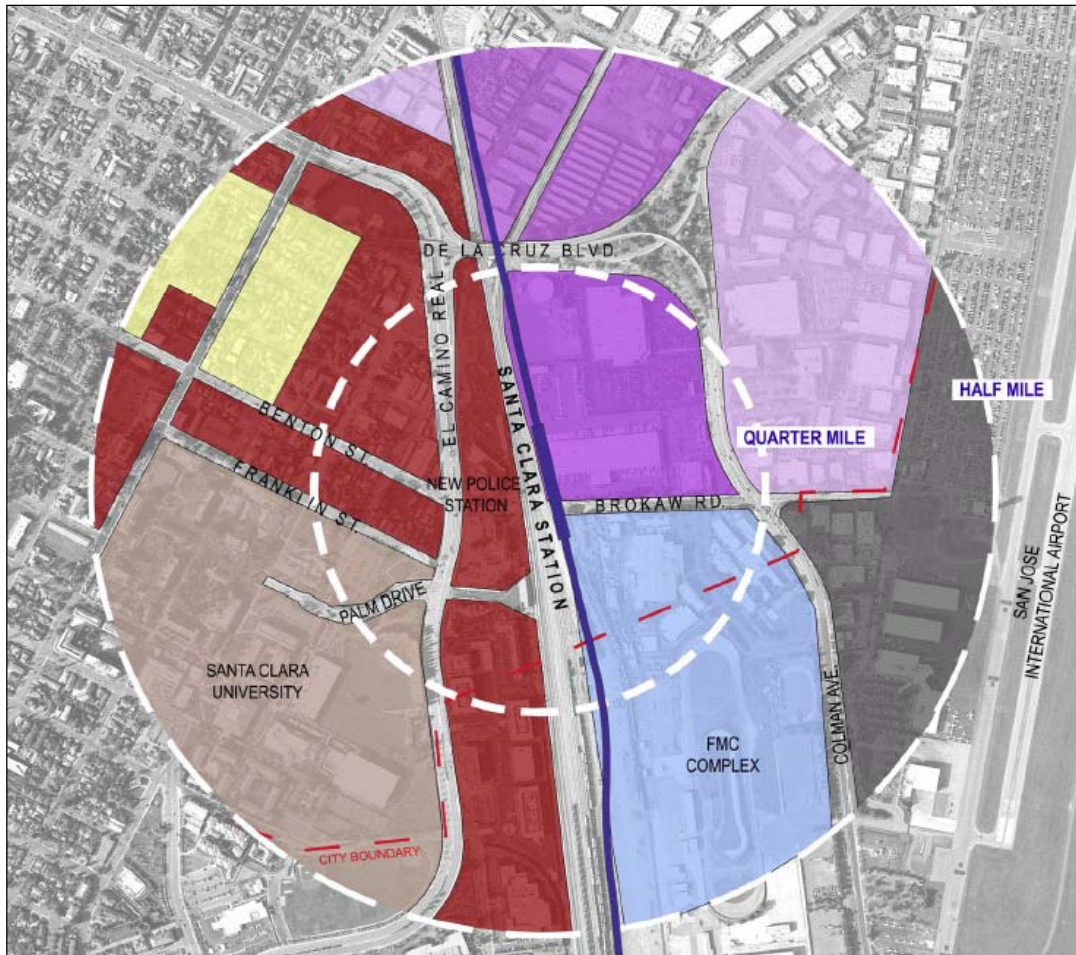 DE LA CRUZ BLVD.
EL CAMINO REAL
SANTA CLARA STATION
HALF MILE
QUARTER MILE
BENTON ST.
FRANKLIN ST.
NEW POLICE
STATION
BROKAW RD.
PALM DRIVE
SANTA CLARA
UNIVERSITY
FMC
COMPLEX
COLMAN AVE.
SAN JOSE
INTERNATIONAL AIRPORT
CITY BOUNDARY